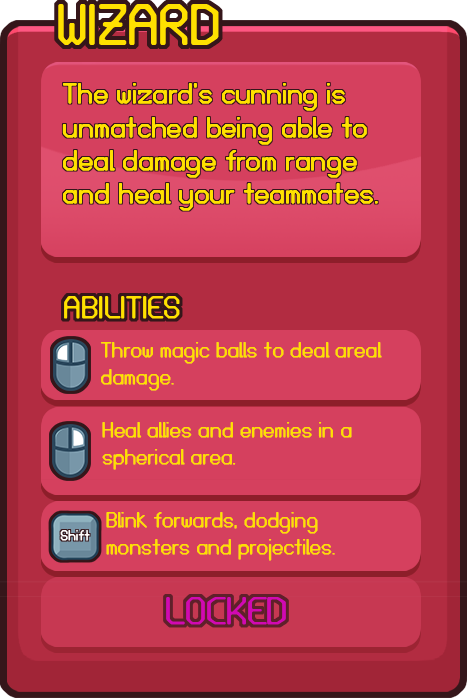 WIZARD
The wizard's cunning is
unmatched being able to
deal damage from range
and heal your teammates.
ABILITIES
Throw magic balls to deal areal
damage.
Heal allies and enemies in a
spherical area.
Shift
Blink forwards, dodging
monsters and projectiles.
LOCKED